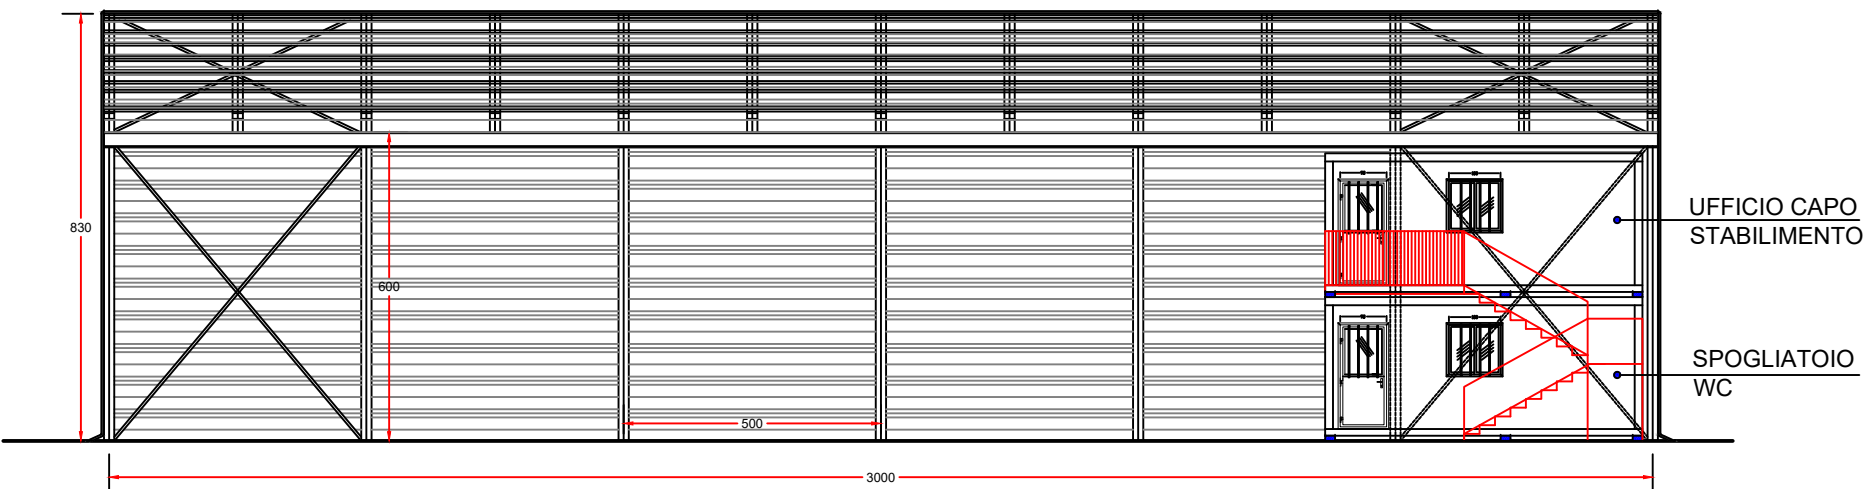 830
600
500
3000
UFFICIO CAPO
STABILIMENTO
SPOGLIATOIO
WC